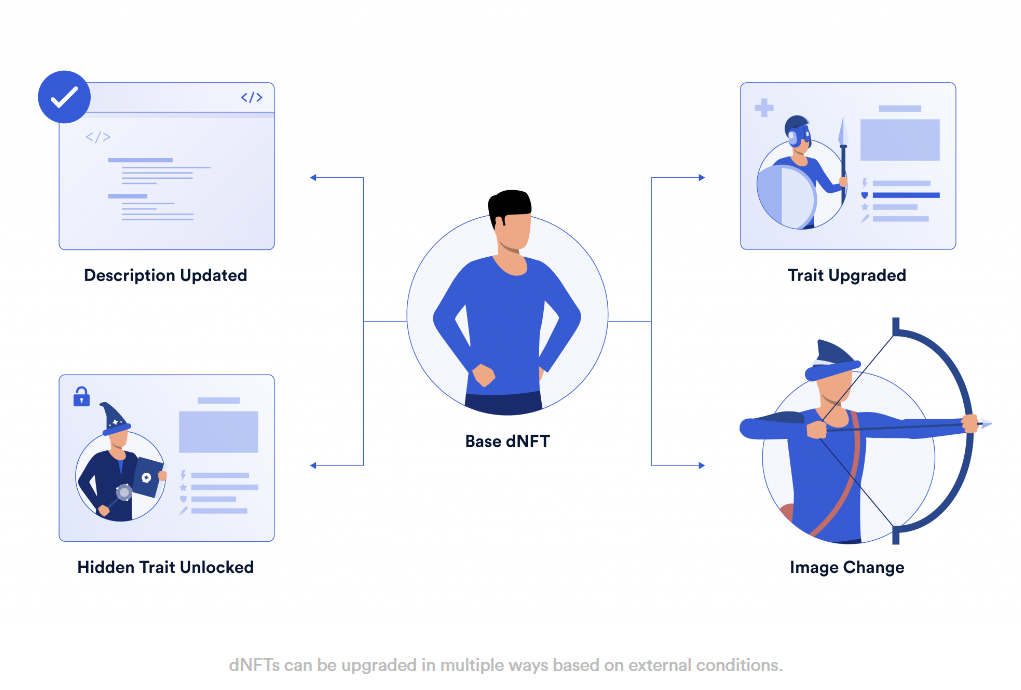 </>
</>
Description Updated
Trait Upgraded
Base dNFT
Hidden Trait Unlocked
Image Change
dNFTs can be upgraded in multiple ways based on external conditions.